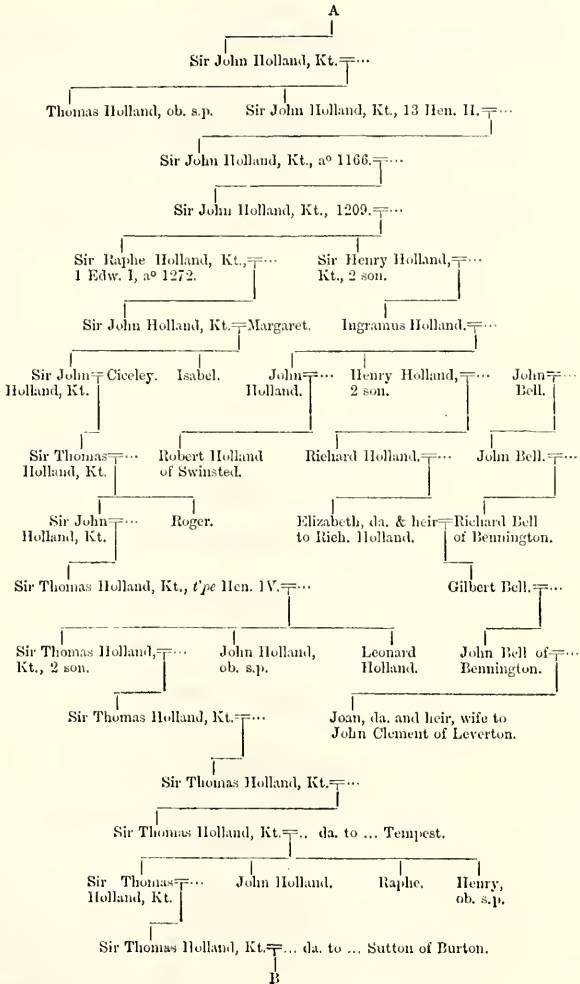 A
Sir John Holland, Kt.=...
Thomas Holland, ob. s.p. Sir John Holland, Kt., 13 Hen. II.=...
Sir John Holland, Kt., aº 1166.=...
Sir John Holland, Kt., 1209.=...
Sir Raphe Holland, Kt.,=... Sir Henry Holland,=...
1 Edw. I, aº 1272. Kt., 2 son.
Sir John Holland, Kt.=Margaret. Ingramus Holland.=...
Sir John=Ciceley. Isabel. John=... Henry Holland,=... John=...
Holland, Kt. Holland. 2 son. Bell.
Sir Thomas=... Robert Holland Richard Holland.=... John Bell.=...
Holland, Kt. of Swinsted.
Sir John=... Roger. Elizabeth, da. & heir=Richard Bell
Holland, Kt. to Rich. Holland. of Bennington.
Sir Thomas Holland, Kt., t'pe Hen. IV.=... Gilbert Bell.=...
Sir Thomas Holland,=... John Holland, Leonard John Bell of=...
Kt., 2 son. ob. s.p. Holland. Bennington.
Sir Thomas Holland, Kt.=... Joan, da. and heir, wife to
John Clement of Leverton.
Sir Thomas Holland, Kt.=...
Sir Thomas Holland, Kt.=.. da. to ... Tempest.
Sir Thomas=... John Holland. Raphe. Henry,
Holland, Kt. ob. s.p.
Sir Thomas Holland, Kt.=... da. to ... Sutton of Burton.
B